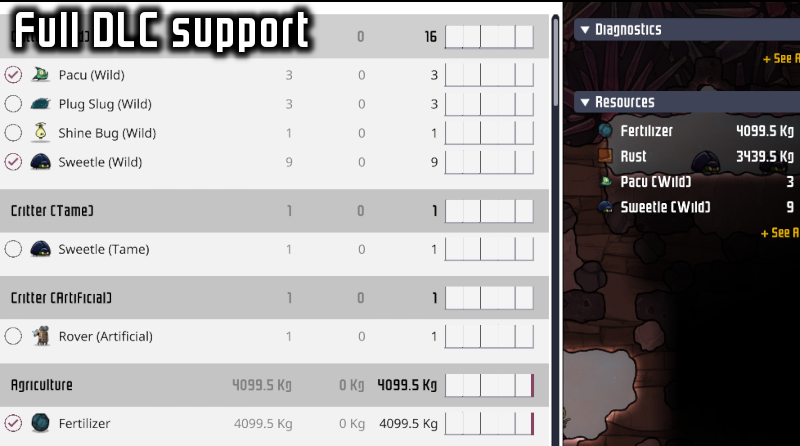 Full DLC support
0 16
Pacu (Wild) 3 0 3
Plug Slug (Wild) 3 0 3
Shine Bug (Wild) 1 0 1
Sweetle (Wild) 9 0 9
Critter (Tame) 1 0 1
Sweetle (Tame) 1 0 1
Critter (Artificial) 1 0 1
Rover (Artificial) 1 0 1
Agriculture 4099.5 Kg 0 Kg 4099.5 Kg
Fertilizer 4099.5 Kg 0 Kg 4099.5 Kg
Diagnostics
+ See A
Resources
Fertilizer 4099.5 Kg
Rust 3439.5 Kg
Pacu (Wild) 3
Sweetle (Wild) 9
+ See A